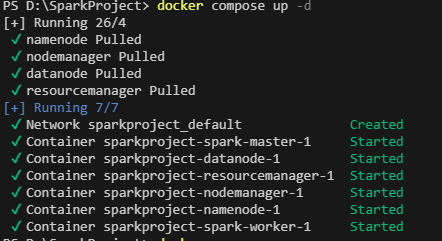 PS D:\SparkProject> docker compose up -d
[+] Running 26/4
✓ namenode Pulled
✓ nodemanager Pulled
✓ datanode Pulled
✓ resourcemanager Pulled
[+] Running 7/7
✓ Network sparkproject_default Created
✓ Container sparkproject-spark-master-1 Started
✓ Container sparkproject-datanode-1 Started
✓ Container sparkproject-resourcemanager-1 Started
✓ Container sparkproject-nodemanager-1 Started
✓ Container sparkproject-namenode-1 Started
✓ Container sparkproject-spark-worker-1 Started